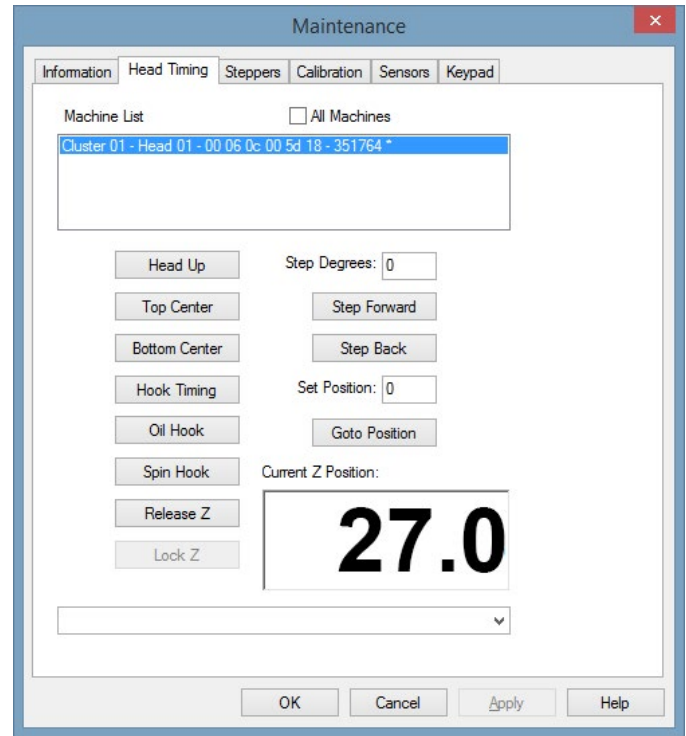 Maintenance
Information Head Timing Steppers Calibration Sensors Keypad
Machine List All Machines
Cluster 01 - Head 01 - 00 06 0c 00 5d 18 - 351764 *
Head Up Step Degrees: 0
Top Center Step Forward
Bottom Center Step Back
Hook Timing Set Position: 0
Oil Hook Goto Position
Spin Hook Current Z Position:
Release Z 27.0
Lock Z
OK Cancel Apply Help